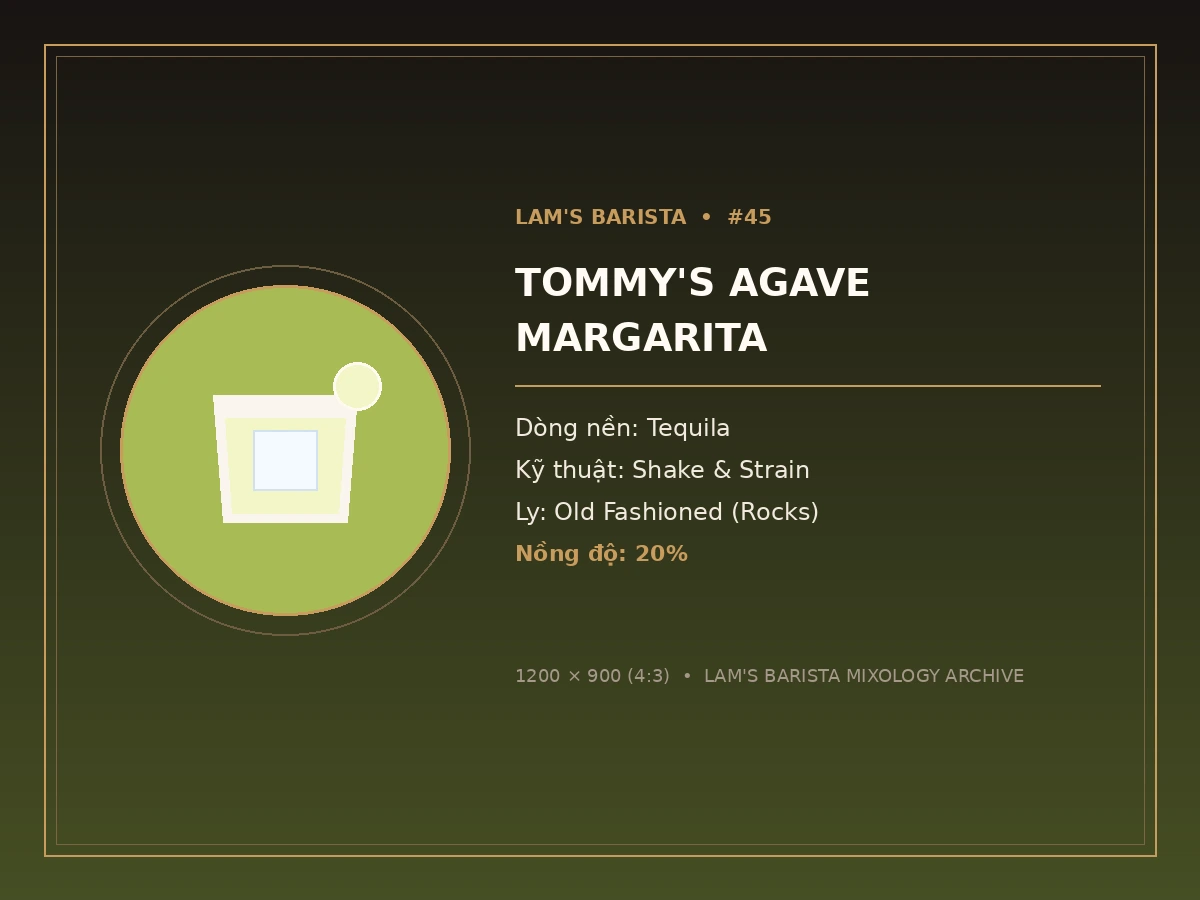 LAM'S BARISTA • #45
TOMMY'S AGAVE
MARGARITA
Dòng nền: Tequila
Kỹ thuật: Shake & Strain
Ly: Old Fashioned (Rocks)
Nồng độ: 20%
1200 × 900 (4:3) • LAM'S BARISTA MIXOLOGY ARCHIVE